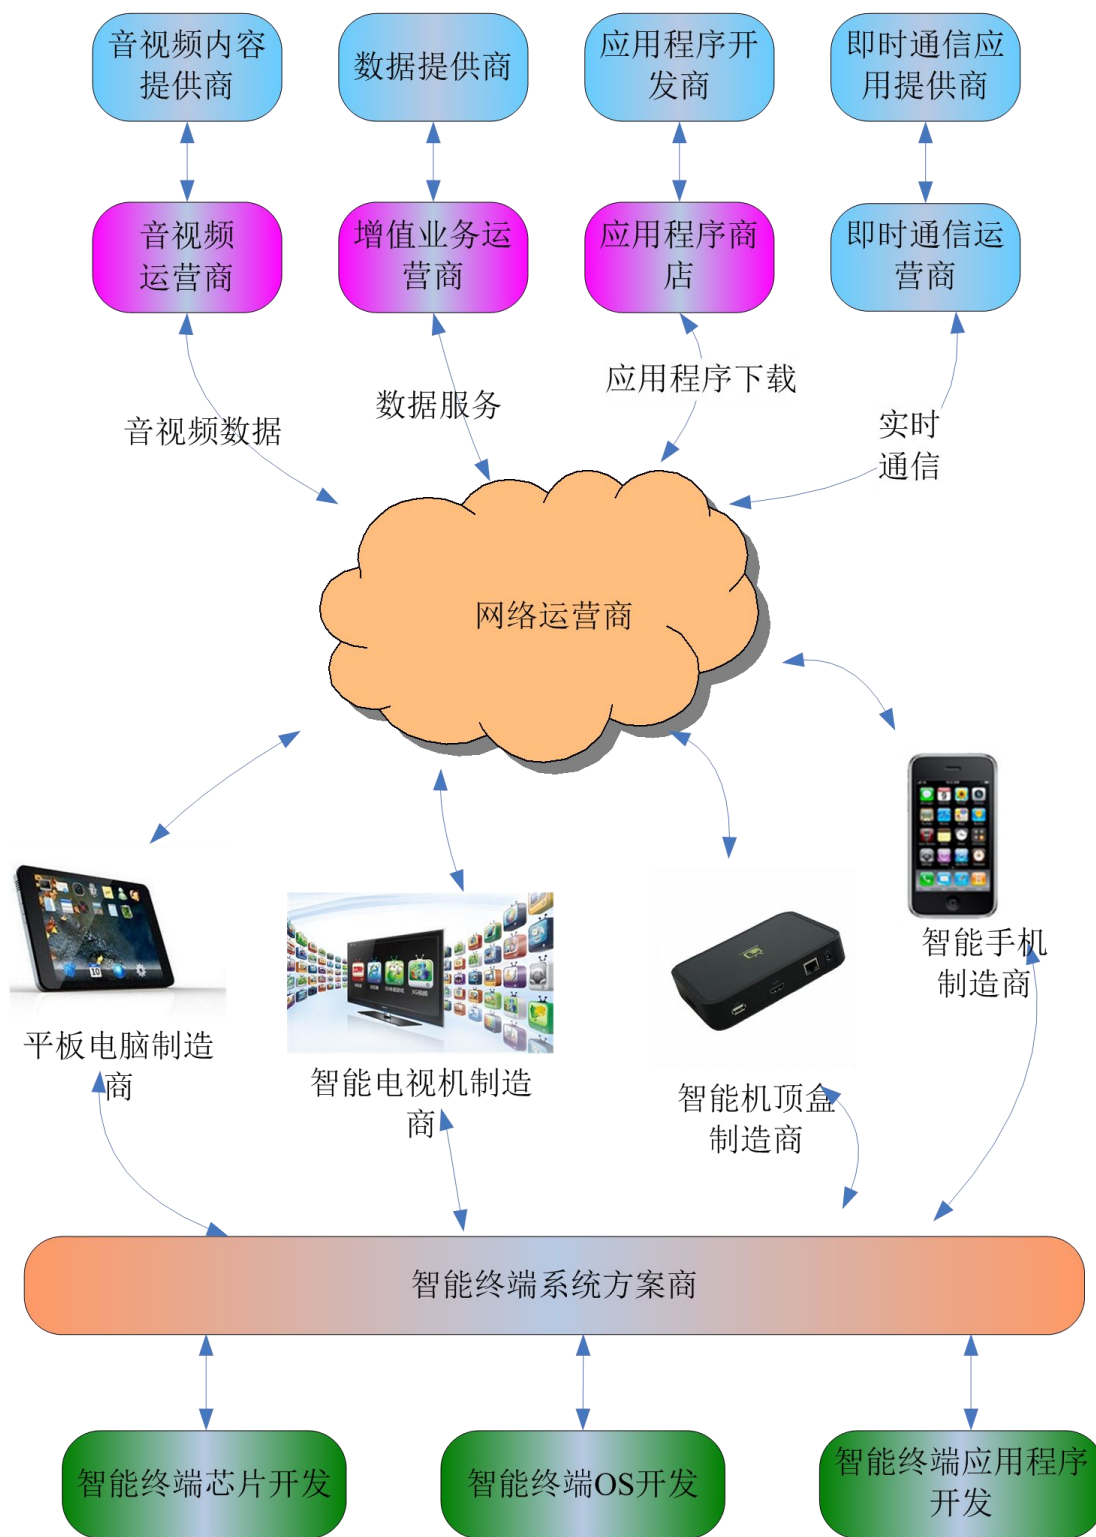 音视频内容
提供商
数据提供商
应用程序开
发商
即时通信应
用提供商
音视频
运营商
增值业务运
营商
应用程序商
店
即时通信运
营商
音视频数据
数据服务
应用程序下载
实时
通信
网络运营商
智能手机
制造商
平板电脑制造
商
智能电视机制造
商
智能机顶盒
制造商
智能终端系统方案商
智能终端芯片开发
智能终端OS开发
智能终端应用程序
开发